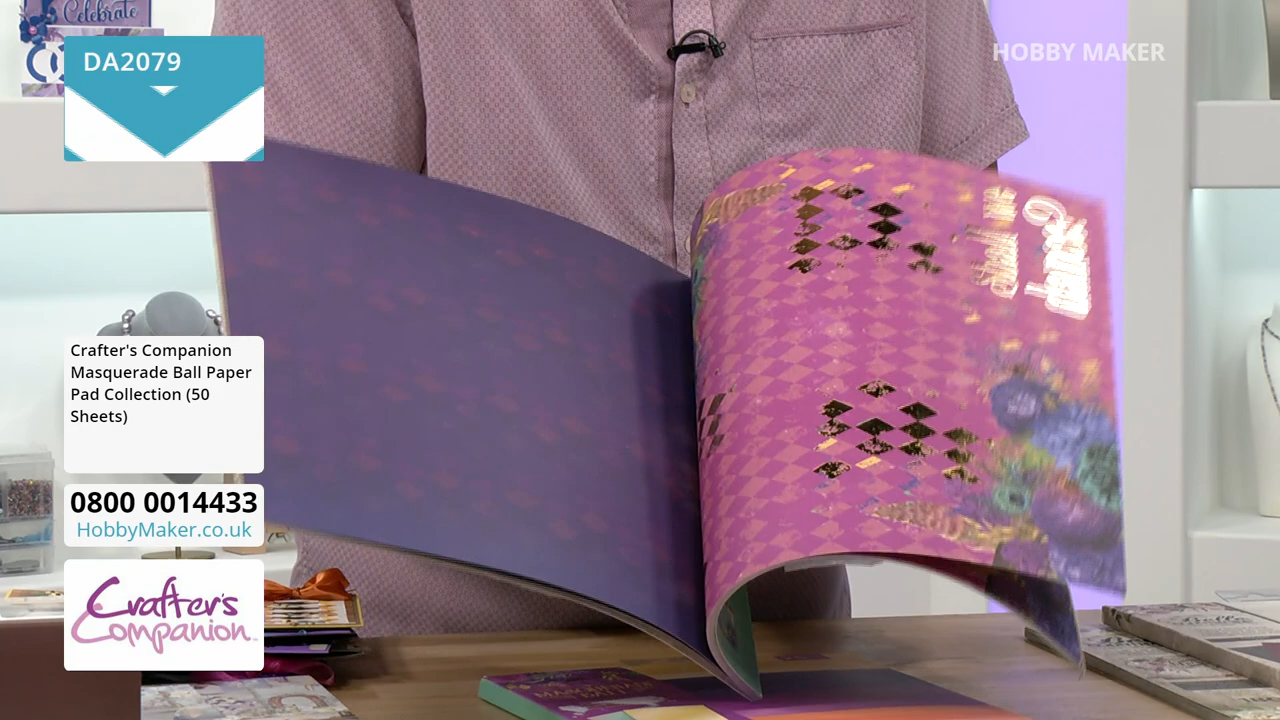 Celebrate
DA2079
HOBBY MAKER
Crafter's Companion
Masquerade Ball Paper
Pad Collection (50
Sheets)
0800 0014433
HobbyMaker.co.uk
Crafter's
Companion